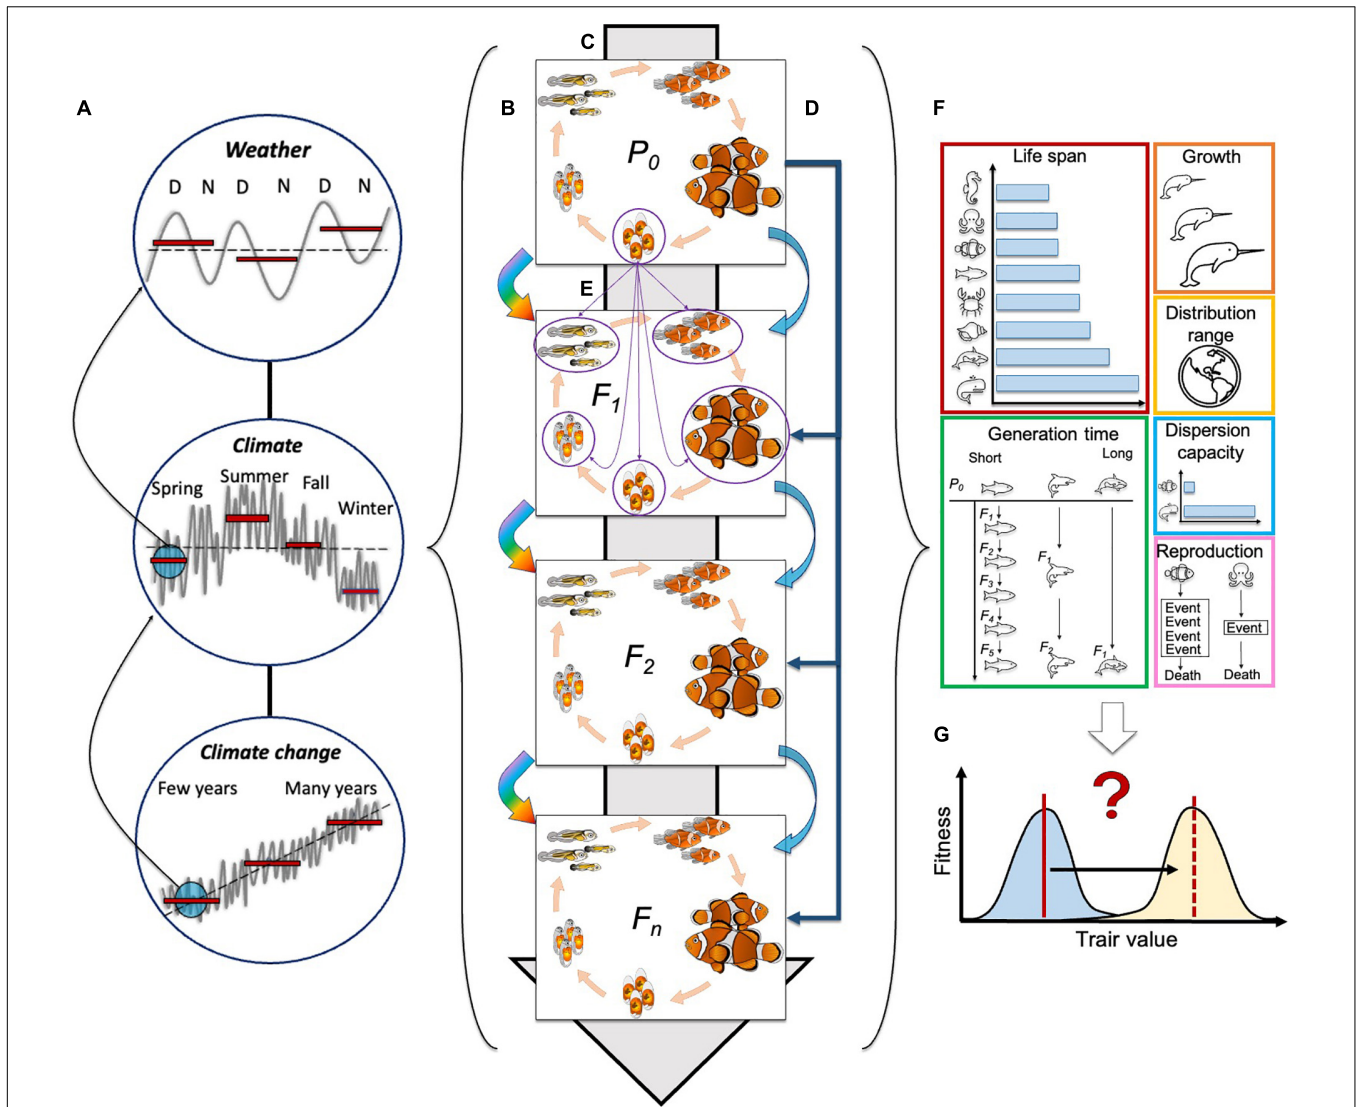 A
Weather
D N D N D N
Climate
Spring
Summer
Fall
Winter
Climate change
Few years
Many years
B
C
D
P0
E
F1
F2
Fn
F
Life span
Growth
Distribution
range
Generation time
Short
Long
P0
F1
F2
F3
F4
F5
F1
F2
F1
Dispersion
capacity
Reproduction
Event
Event
Event
Event
Death
Event
Death
G
?
Fitness
Trair value